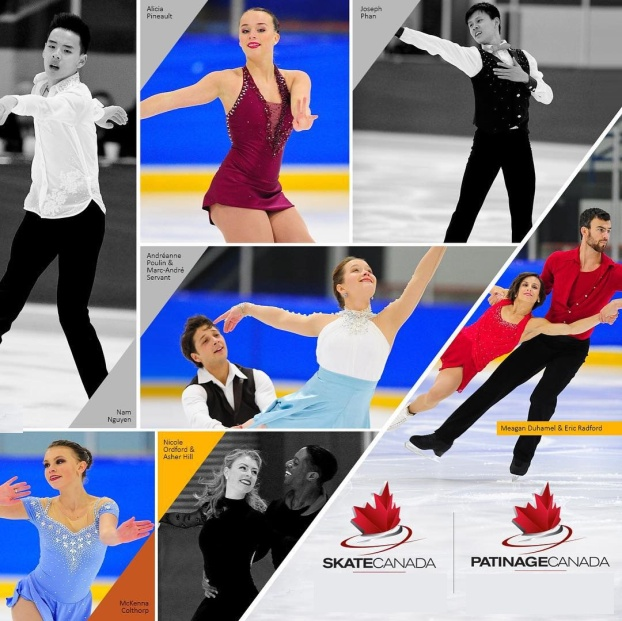 Alicia
Pineault
Joseph
Phan
Andréanne
Poulin &
Marc-André
Servant
Nam
Nguyen
Meagan Duhamel & Eric Radford
Nicole
Ordford &
Asher Hill
McKenna
Colthorp
SKATECANADA
PATINAGECANADA